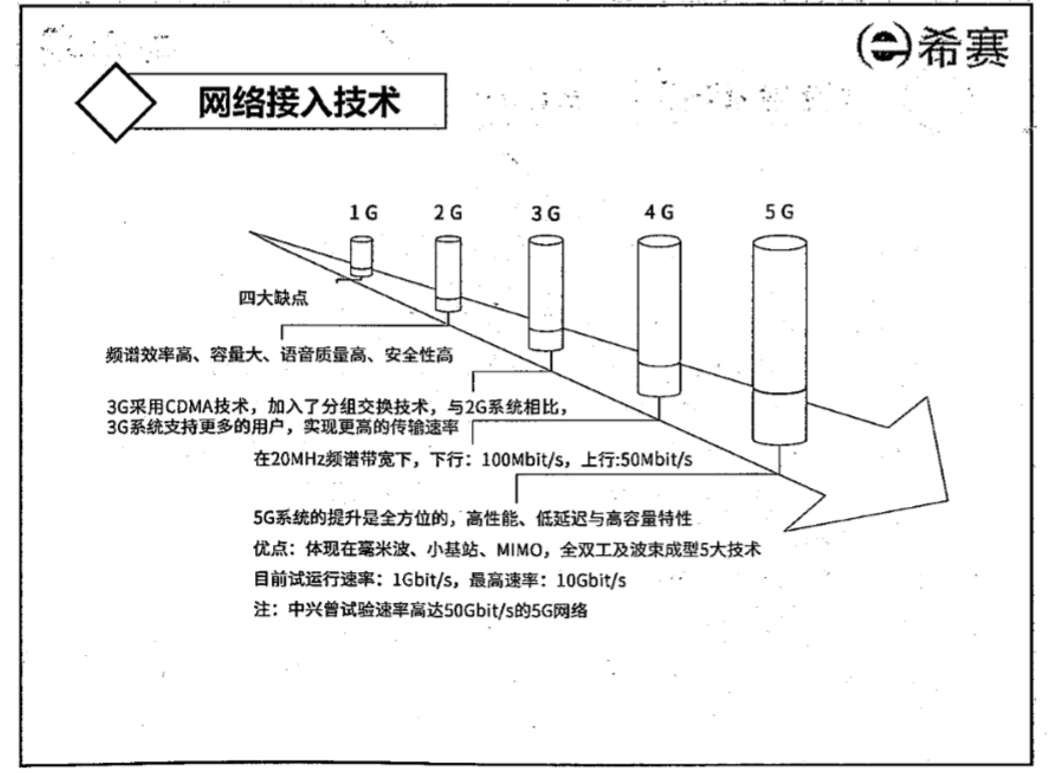 希赛
网络接入技术
1G 2G 3G 4G 5G
四大缺点
频谱效率高、容量大、语音质量高、安全性高
3G采用CDMA技术，加入了分组交换技术，与2G系统相比，
3G系统支持更多的用户，实现更高的传输速率
在20MHz频谱带宽下，下行：100Mbit/s，上行:50Mbit/s
5G系统的提升是全方位的，高性能、低延迟与高容量特性
优点：体现在毫米波、小基站、MIMO，全双工及波束成型5大技术
目前试运行速率：1Gbit/s，最高速率：10Gbit/s
注：中兴曾试验速率高达50Gbit/s的5G网络